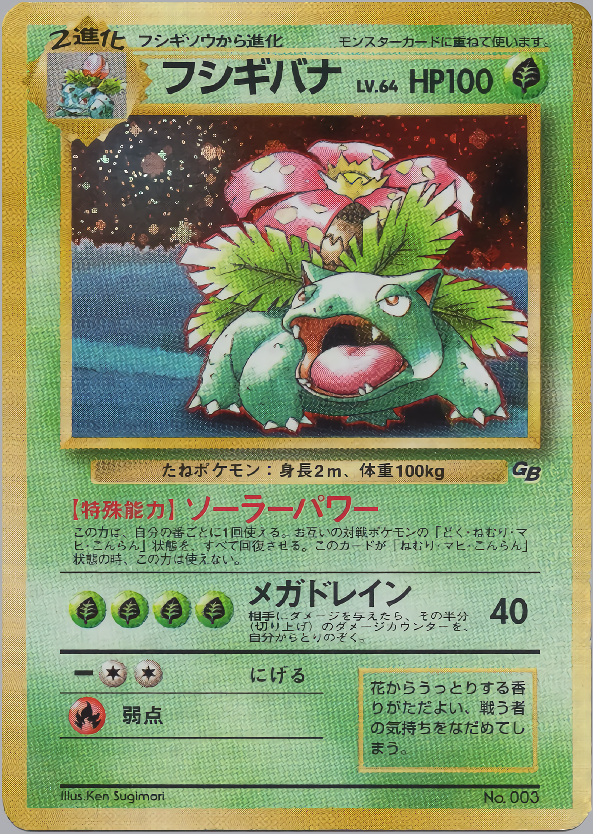 2進化
フシギソウから進化
モンスターカードに重ねて使います。
フシギバナ LV.64 HP100
たねポケモン：身長2m、体重100kg
GB
【特殊能力】ソーラーパワー
この力は、自分の番ごとに1回使える。お互いの対戦ポケモンの「どく・ねむり・マ
ヒ・こんらん」状態を、すべて回復させる。このカードが「ねむり・マヒ・こんらん」
状態の時、この力は使えない。
メガドレイン
相手にダメージを与えたら、その半分
（切り上げ）のダメージカウンターを、
自分からとりのぞく。
40
ー にげる
弱点
花からうっとりする香
りがただよい、戦う者
の気持ちをなだめてし
まう。
Illus.Ken Sugimori
No. 003